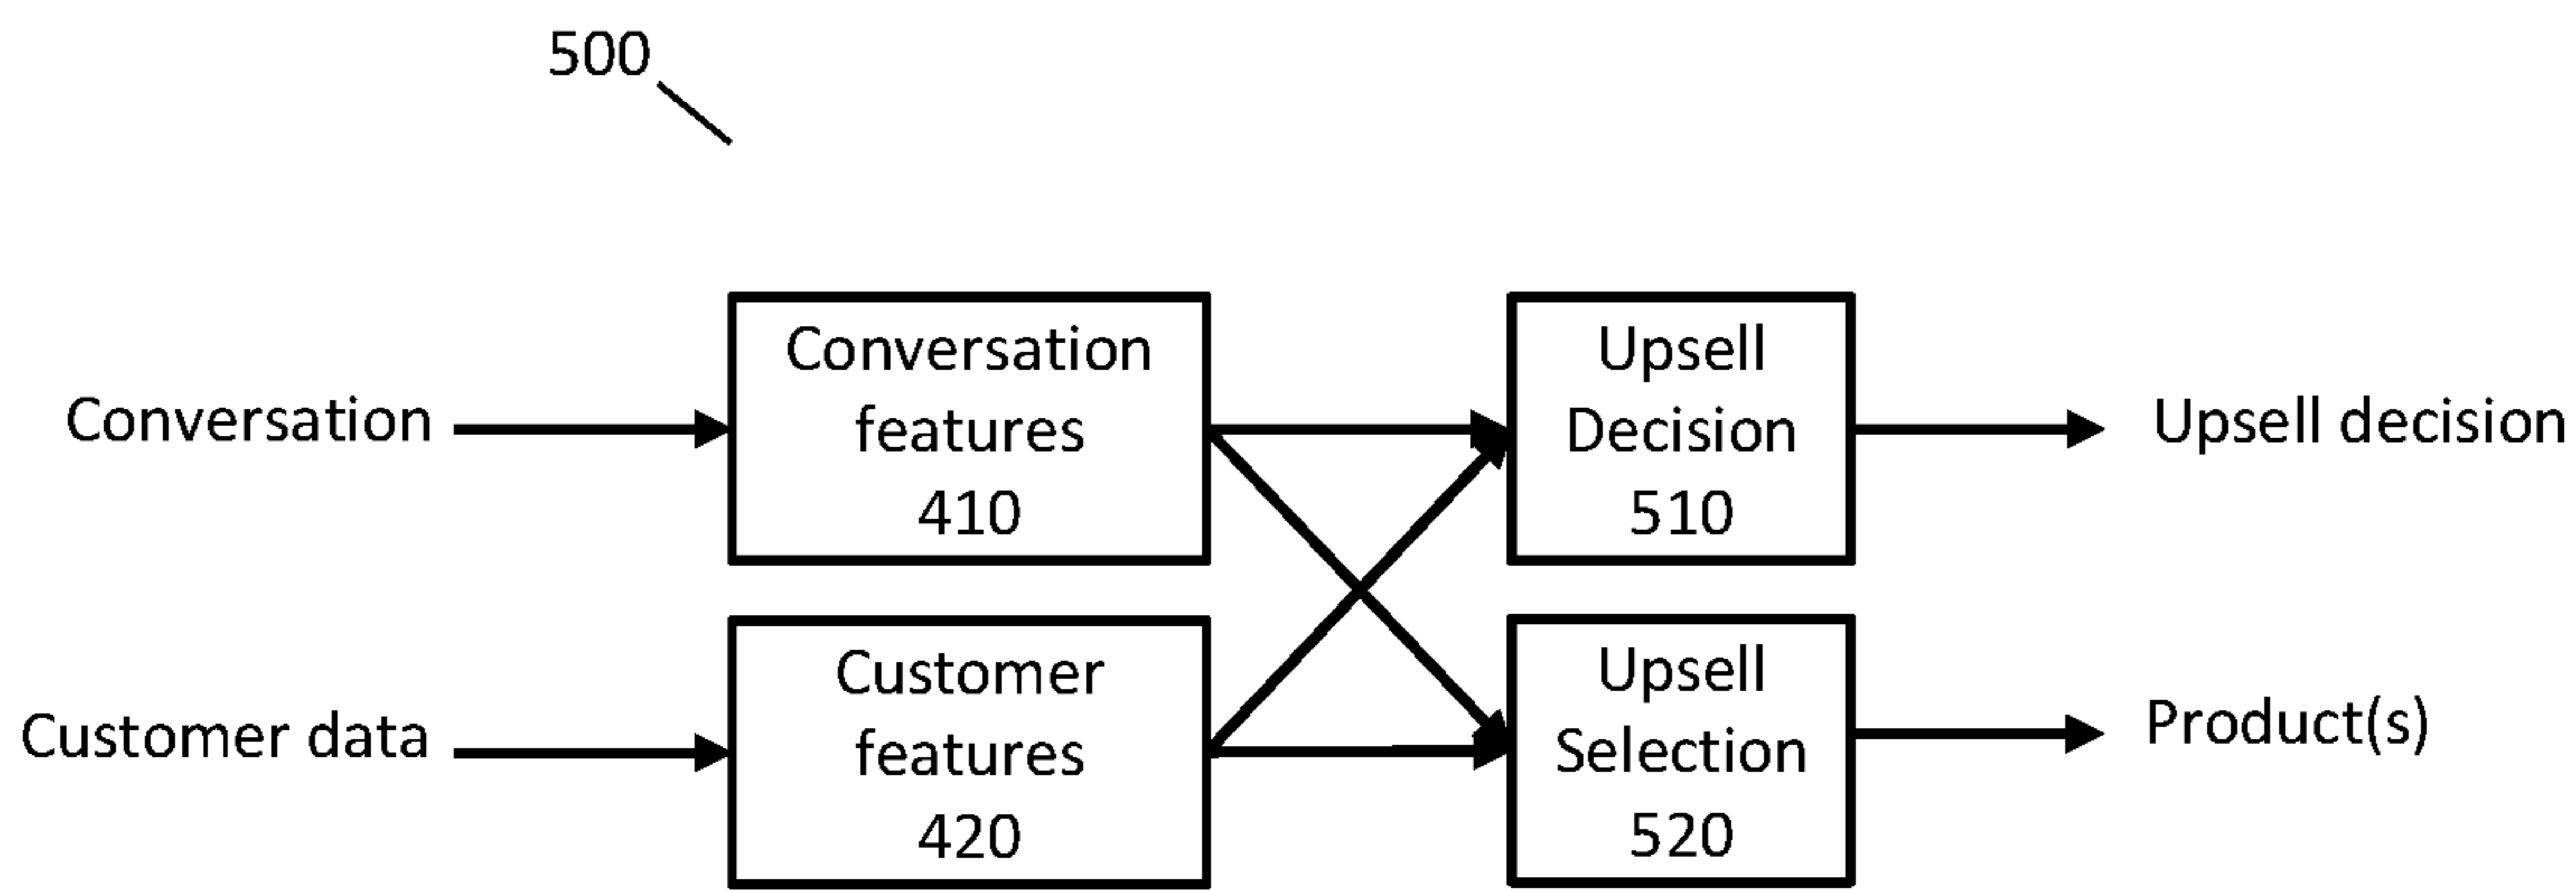 500
Conversation
Conversation
features
410
Upsell
Decision
510
Upsell decision
Customer data
Customer
features
420
Upsell
Selection
520
Product(s)